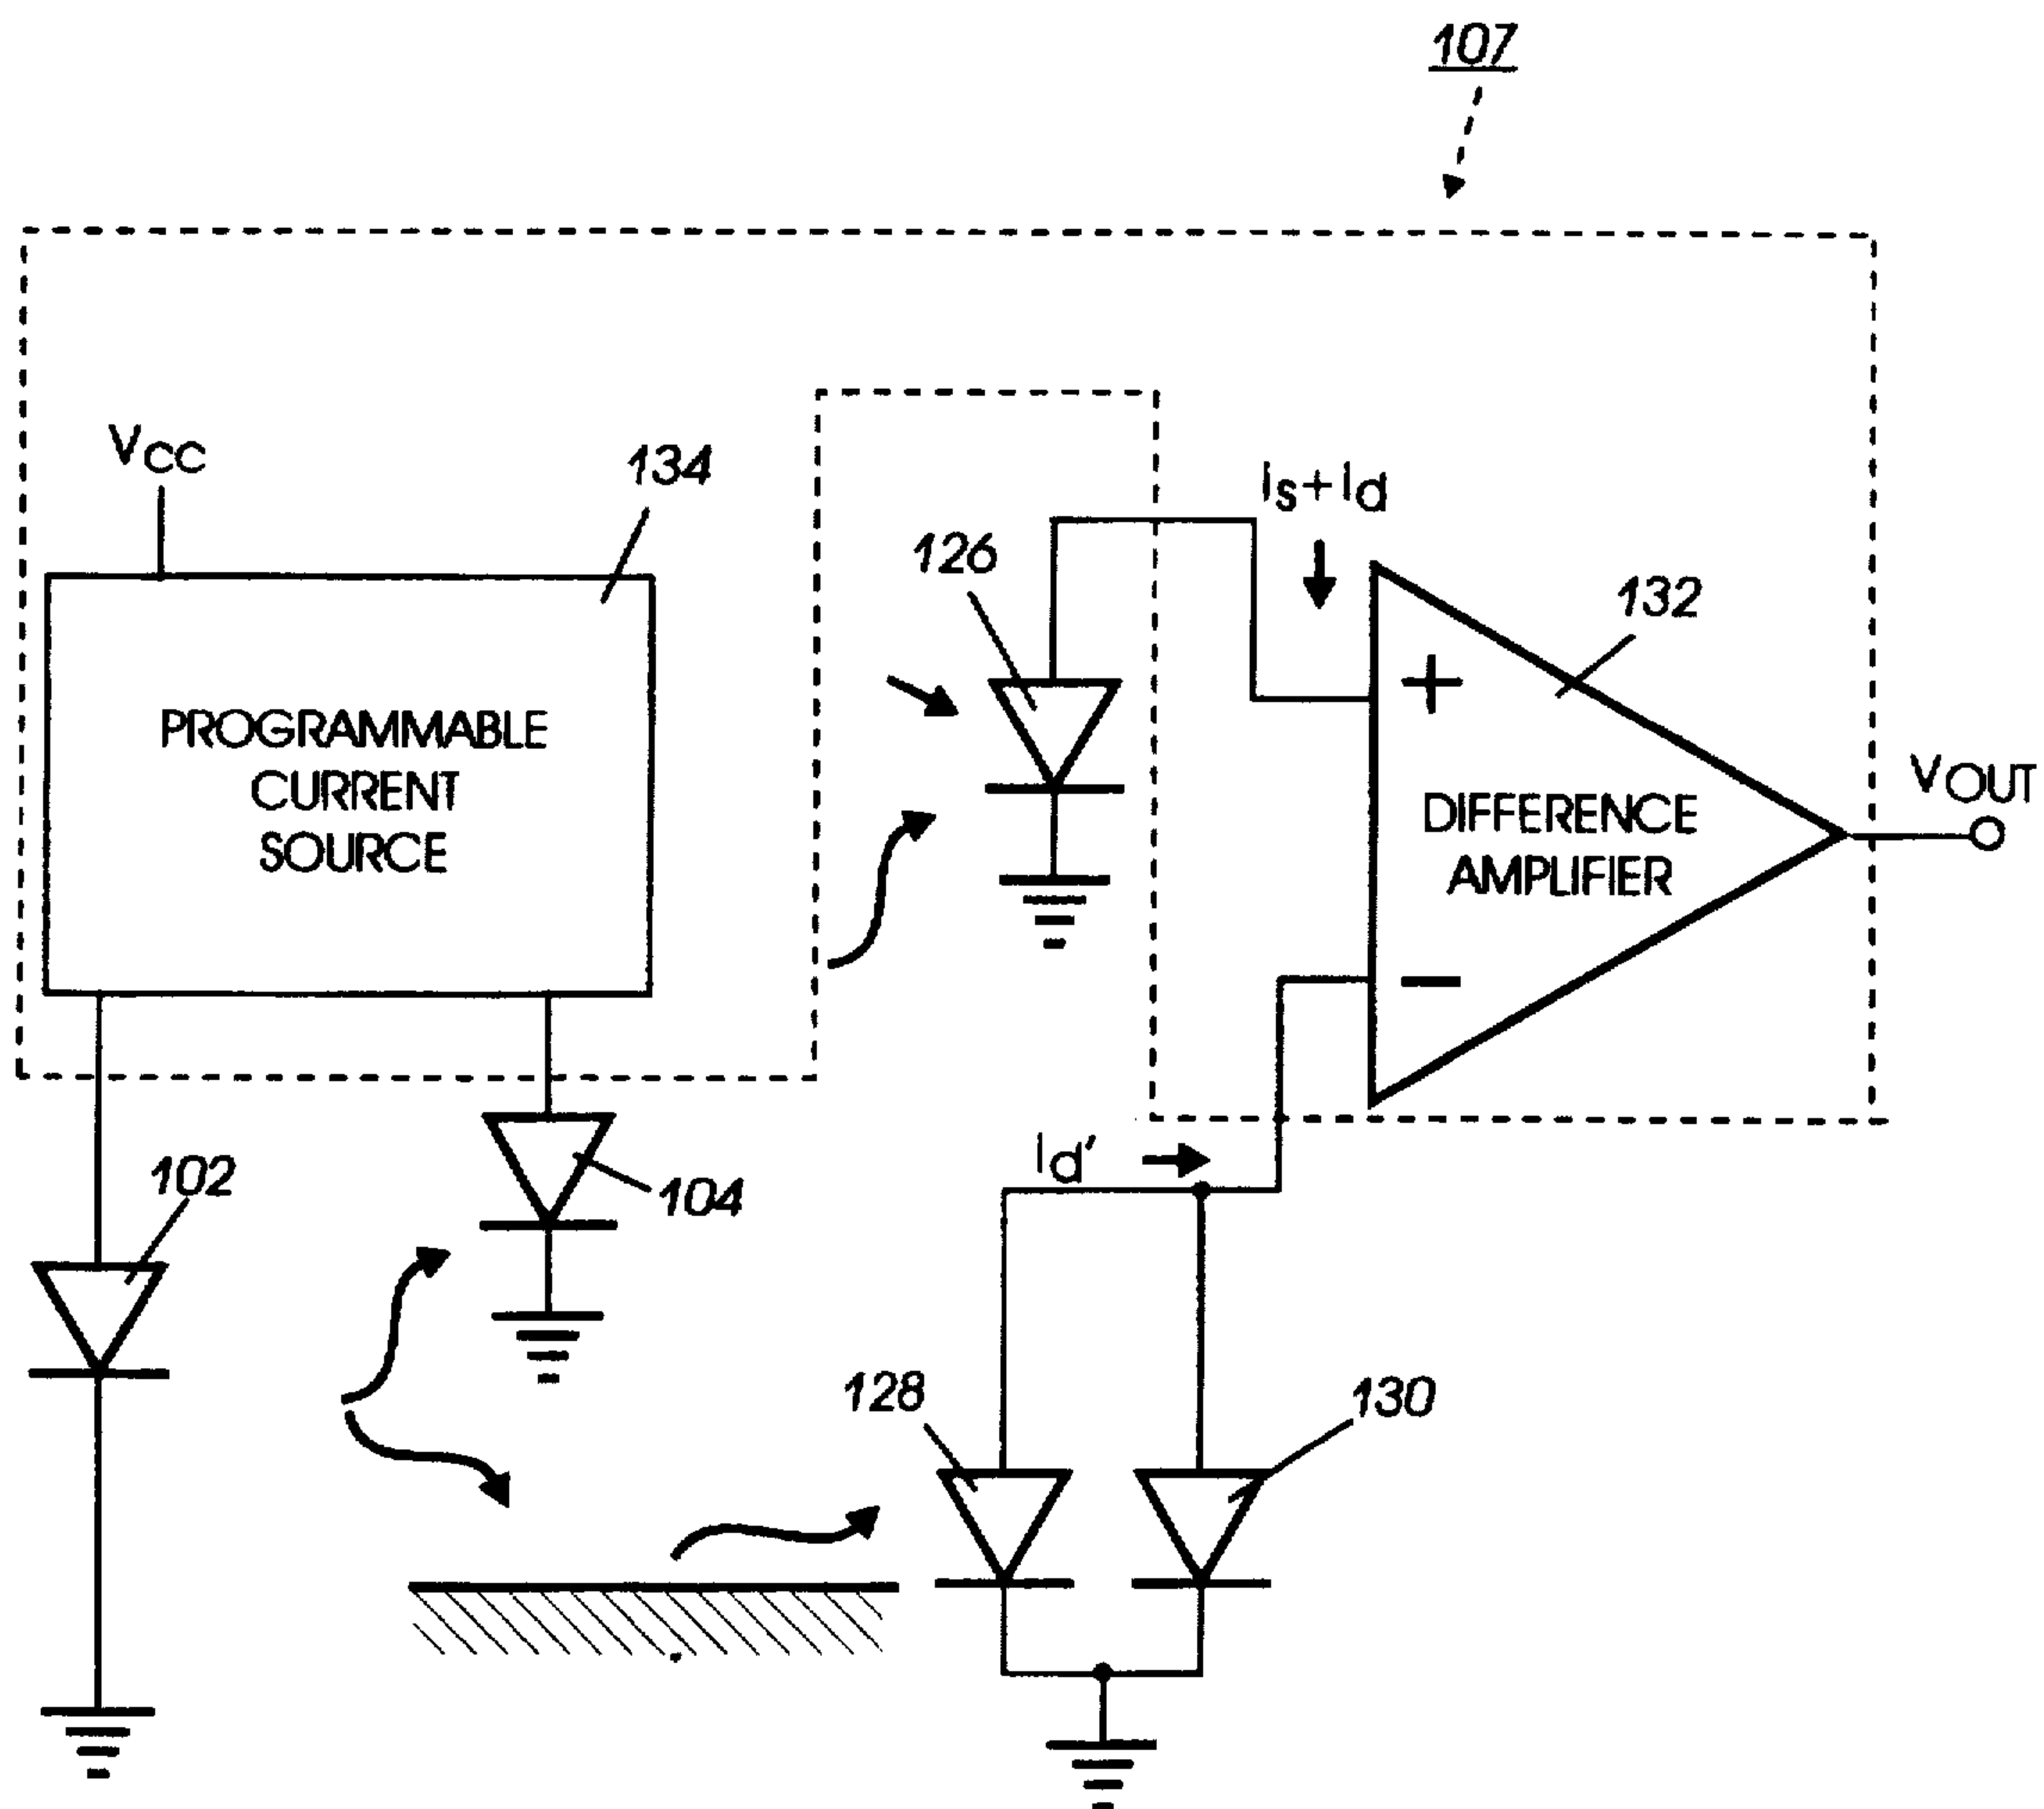 107
VCC
134
Is+Id
126
132
PROGRAMMABLE
CURRENT
SOURCE
+
VOUT
DIFFERENCE
AMPLIFIER
−
Id'
102
104
128
130